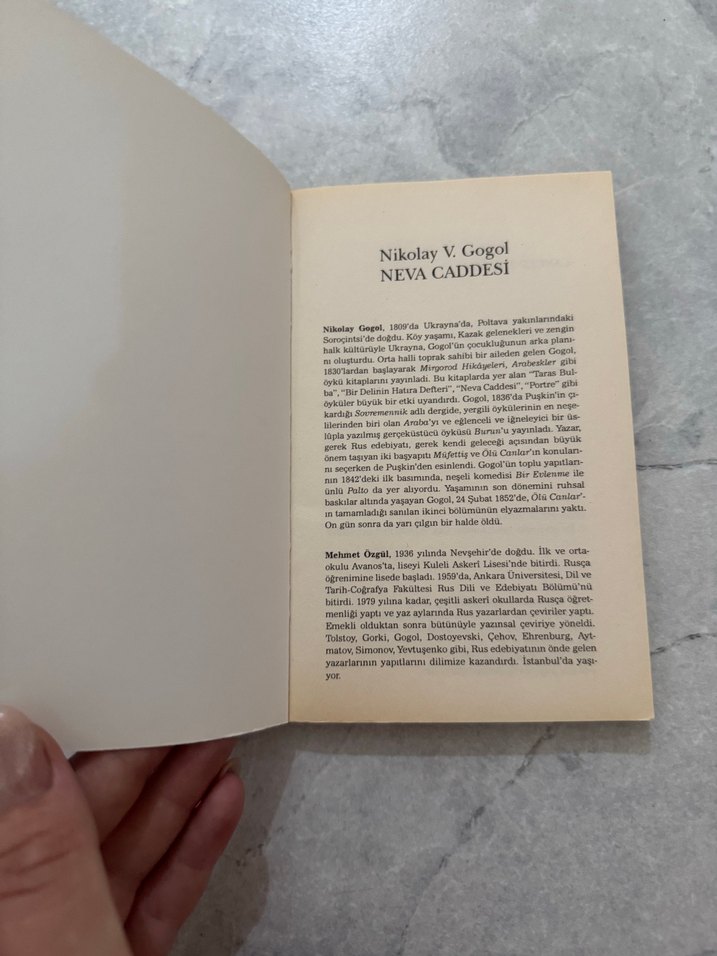 Nikolay V. Gogol
NEVA CADDESİ
Nikolay Gogol, 1809'da Ukrayna'da, Poltava yakınlarındaki
Soroçintsi'de doğdu. Köy yaşamı, Kazak gelenekleri ve zengin
halk kültürüyle Ukrayna, Gogol'ün çocukluğunun arka planı-
nı oluşturdu. Orta halli toprak sahibi bir aileden gelen Gogol,
1830'lardan başlayarak Mirgorod Hikâyeleri, Arabeskler gibi
öykü kitaplarını yayınladı. Bu kitaplarda yer alan "Taras Bul-
ba", "Bir Delinin Hatıra Defteri", "Neva Caddesi", "Portre" gibi
öyküler büyük bir etki uyandırdı. Gogol, 1836'da Puşkin'in çı-
kardığı Sovremennik adlı dergide, yergili öykülerinin en neşe-
lilerinden biri olan Araba'yı ve eğlenceli ve iğneleyici bir üs-
lûpla yazılmış gerçeküstücü öyküsü Burun'u yayınladı. Yazar,
gerek Rus edebiyatı, gerek kendi geleceği açısından büyük
önem taşıyan iki başyapıtı Müfettiş ve Ölü Canlar'ın konuları-
nı seçerken de Puşkin'den esinlendi. Gogol'ün toplu yapıtları-
nın 1842'deki ilk basımında, neşeli komedisi Bir Evlenme ile
ünlü Palto da yer alıyordu. Yaşamının son dönemini ruhsal
baskılar altında yaşayan Gogol, 24 Şubat 1852'de, Ölü Canlar'-
ın tamamladığı sanılan ikinci bölümünün elyazmalarını yaktı.
On gün sonra da yarı çılgın bir halde öldü.
Mehmet Özgül, 1936 yılında Nevşehir'de doğdu. İlk ve orta-
okulu Avanos'ta, liseyi Kuleli Askerî Lisesi'nde bitirdi. Rusça
öğrenimine lisede başladı. 1959'da, Ankara Üniversitesi, Dil ve
Tarih-Coğrafya Fakültesi Rus Dili ve Edebiyatı Bölümü'nü
bitirdi. 1979 yılına kadar, çeşitli askerî okullarda Rusça öğret-
menliği yaptı ve yaz aylarında Rus yazarlardan çeviriler yaptı.
Emekli olduktan sonra bütünüyle yazınsal çeviriye yöneldi.
Tolstoy, Gorki, Gogol, Dostoyevski, Çehov, Ehrenburg, Ayt-
matov, Simonov, Yevtuşenko gibi, Rus edebiyatının önde gelen
yazarlarının yapıtlarını dilimize kazandırdı. İstanbul'da yaşı-
yor.